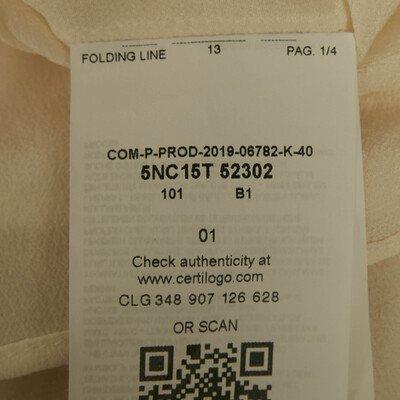 FOLDING LINE 13 PAG. 1/4
COM-P-PROD-2019-06782-K-40
5NC15T 52302
101 B1
01
Check authenticity at
www.certilogo.com
CLG 348 907 126 628
OR SCAN